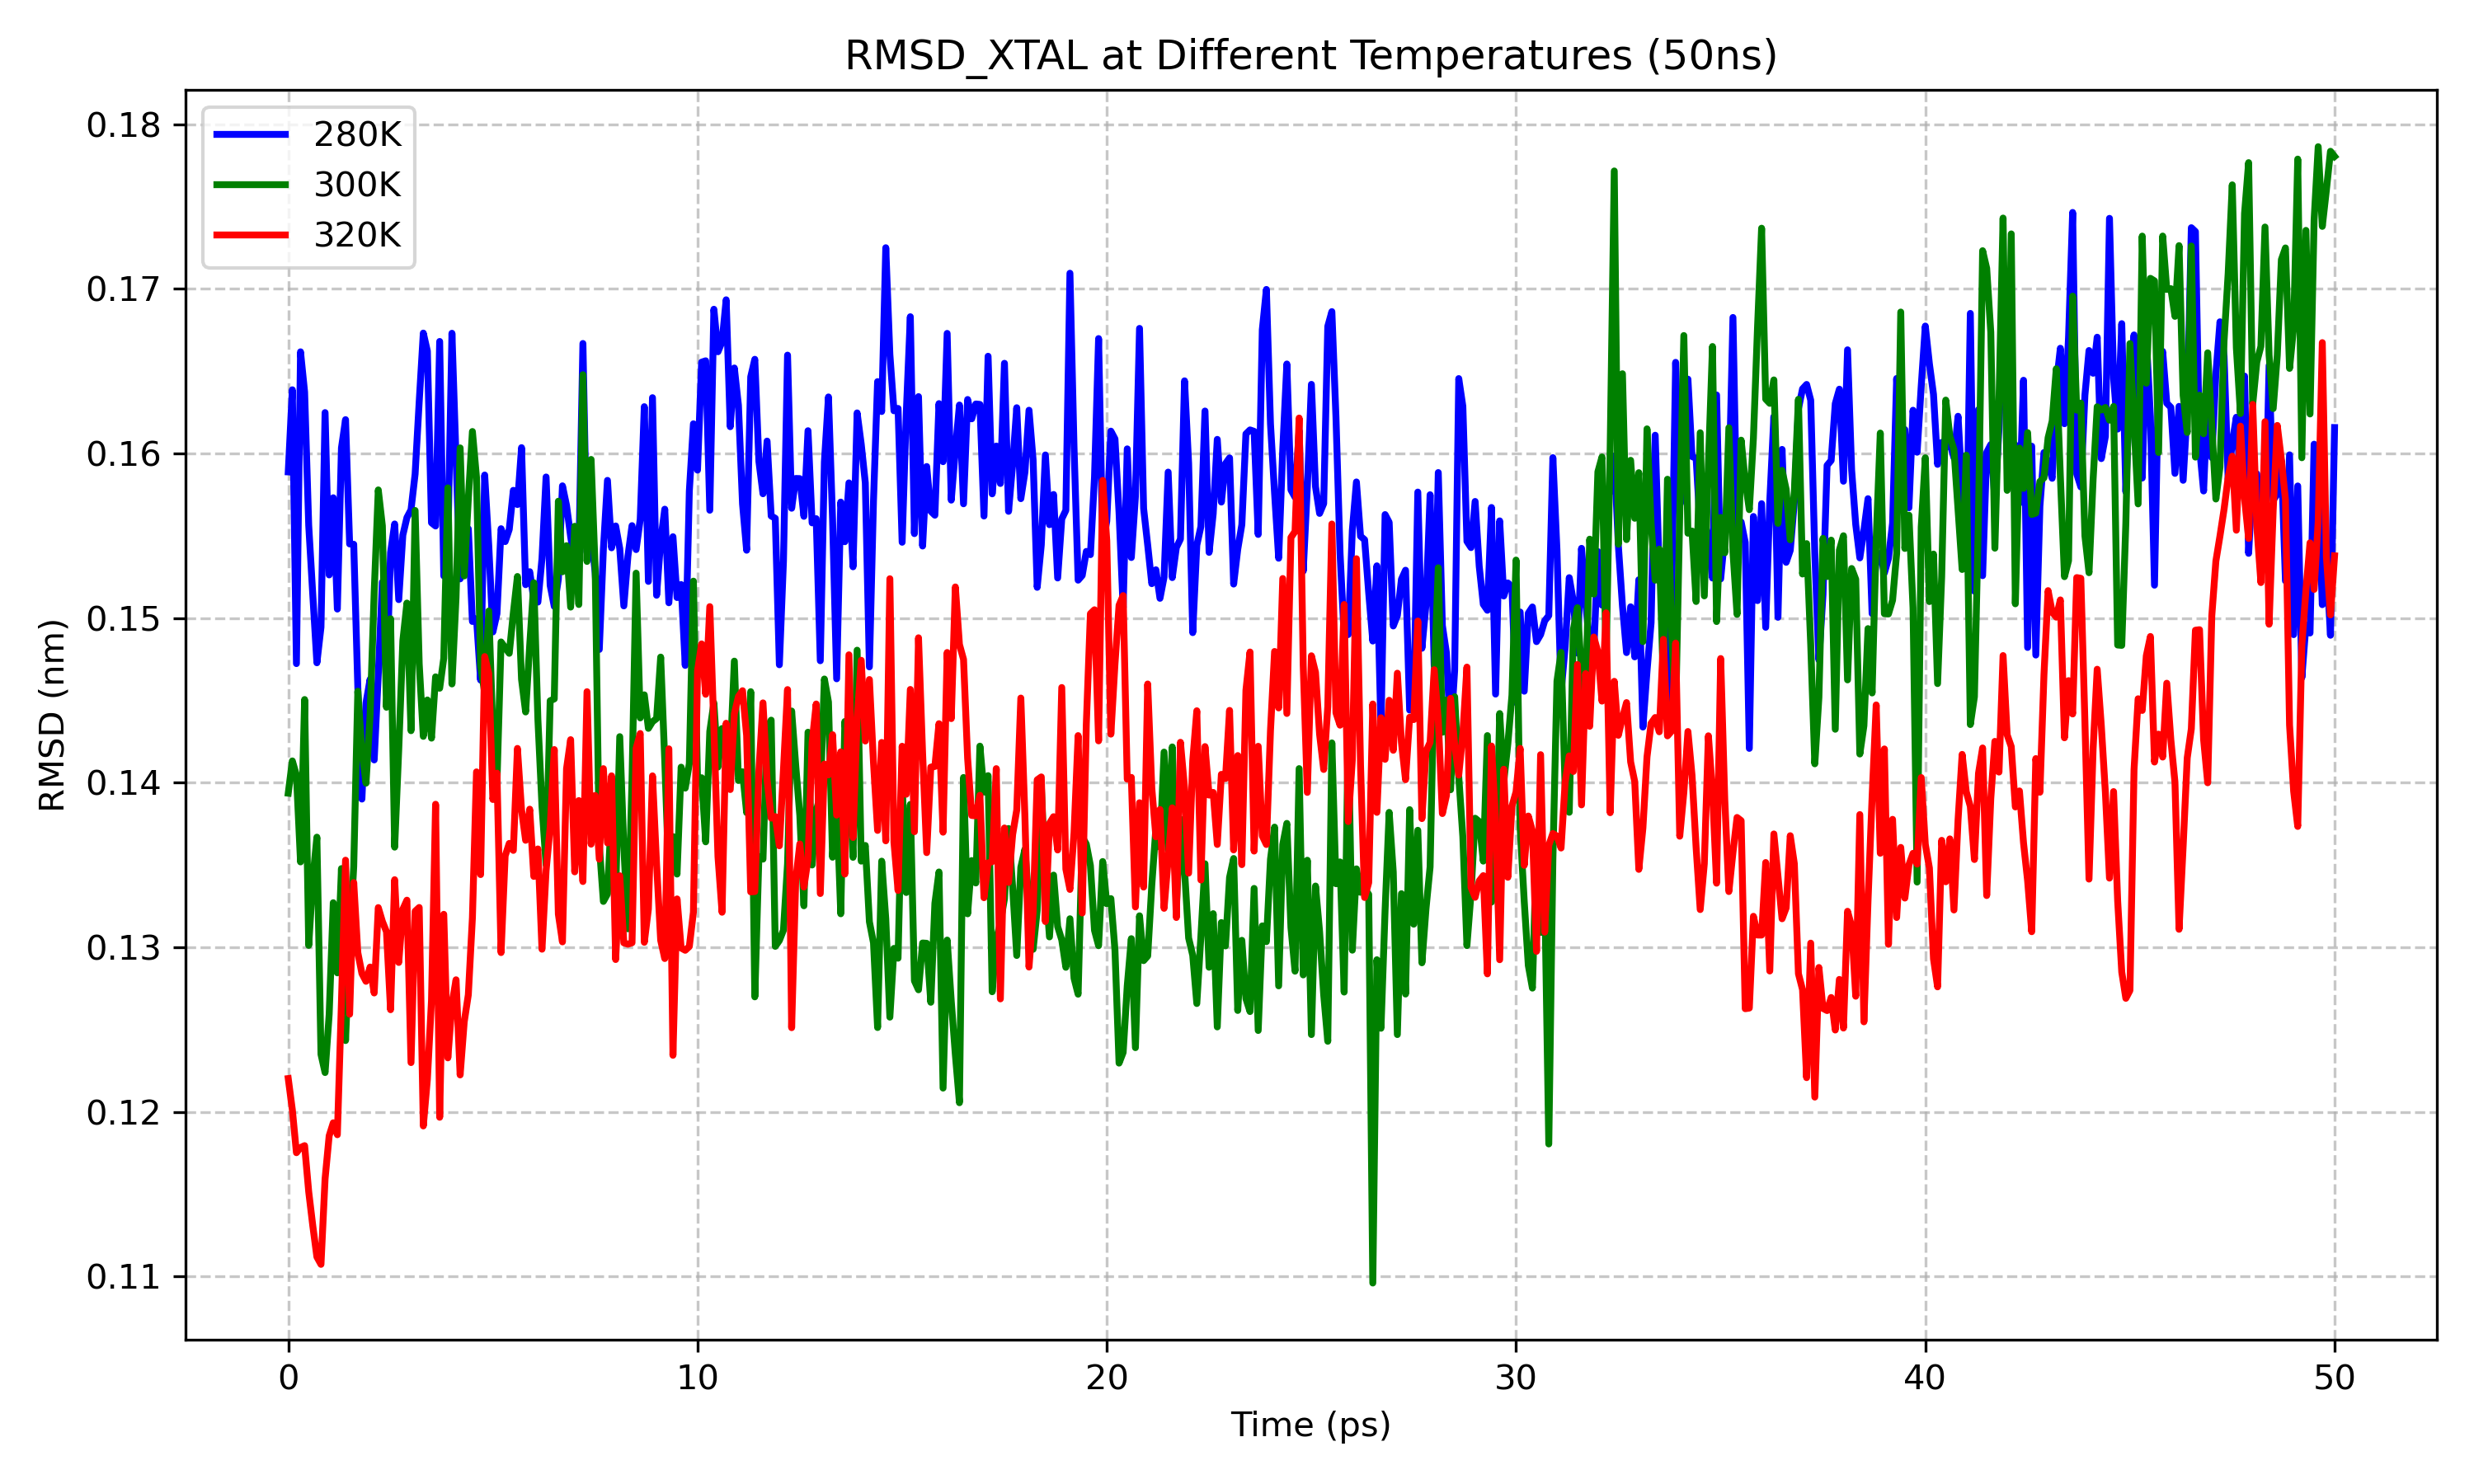 RMSD_XTAL at Different Temperatures (50ns)
280K
300K
320K
RMSD (nm)
0.18
0.17
0.16
0.15
0.14
0.13
0.12
0.11
0 10 20 30 40 50
Time (ps)